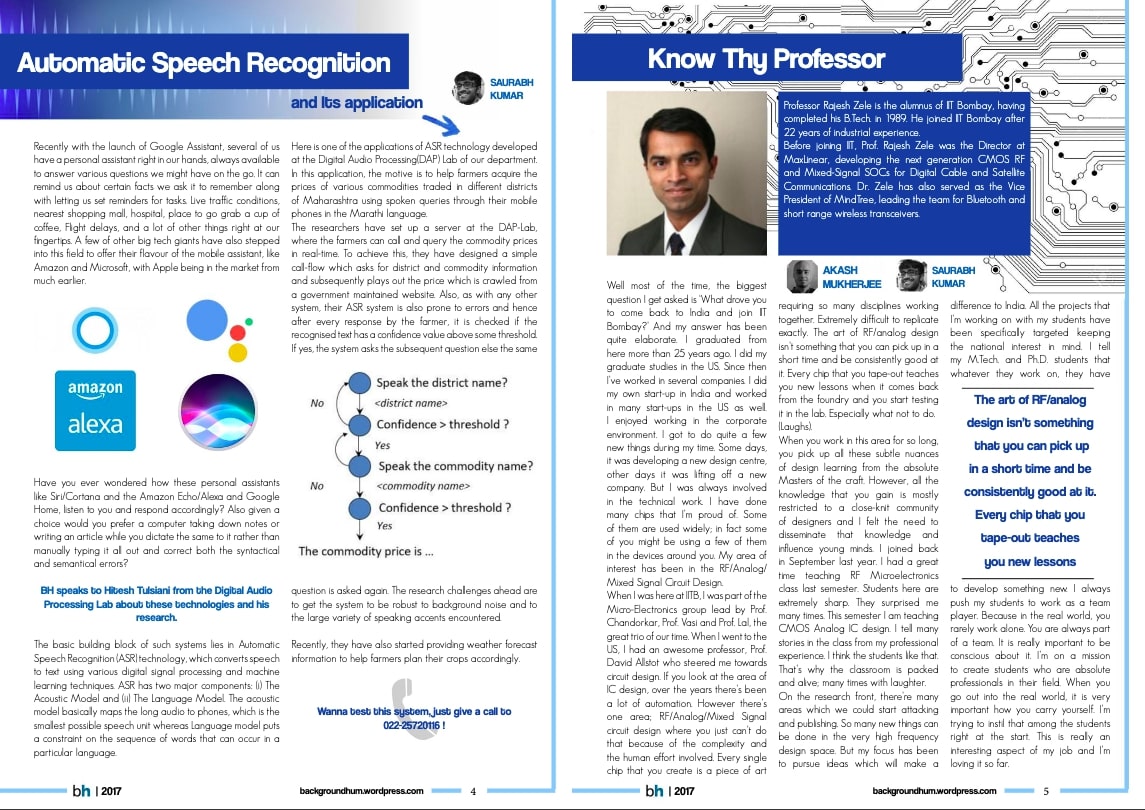 Automatic Speech Recognition
and Its application
SAURABH
KUMAR
Recently with the launch of Google Assistant, several of us
have a personal assistant right in our hands, always available
to answer various questions we might have on the go. It can
remind us about certain facts we ask it to remember along
with letting us set reminders for tasks. Live traffic conditions,
nearest shopping mall, hospital, place to go grab a cup of
coffee, Flight delays, and a lot of other things right at our
fingertips. A few of other big tech giants have also stepped
into this field to offer their flavour of the mobile assistant, like
Amazon and Microsoft, with Apple being in the market from
much earlier.
amazon
alexa
Have you ever wondered how these personal assistants
like Siri/Cortana and the Amazon Echo/Alexa and Google
Home, listen to you and respond accordingly? Also given a
choice would you prefer a computer taking down notes or
writing an article while you dictate the same to it rather than
manually typing it all out and correct both the syntactical
and semantical errors?
BH speaks to Hitesh Tulsiani from the Digital Audio
Processing Lab about these technologies and his
research.
The basic building block of such systems lies in Automatic
Speech Recognition (ASR) technology, which converts speech
to text using various digital signal processing and machine
learning techniques. ASR has two major components: (i) The
Acoustic Model and (ii) The Language Model. The acoustic
model basically maps the long audio to phones, which is the
smallest possible speech unit whereas Language model puts
a constraint on the sequence of words that can occur in a
particular language.
Here is one of the applications of ASR technology developed
at the Digital Audio Processing(DAP) Lab of our department.
In this application, the motive is to help farmers acquire the
prices of various commodities traded in different districts
of Maharashtra using spoken queries through their mobile
phones in the Marathi language.
The researchers have set up a server at the DAP-Lab,
where the farmers can call and query the commodity prices
in real-time. To achieve this, they have designed a simple
call-flow which asks for district and commodity information
and subsequently plays out the price which is crawled from
a government maintained website. Also, as with any other
system, their ASR system is also prone to errors and hence
after every response by the farmer, it is checked if the
recognised text has a confidence value above some threshold.
If yes, the system asks the subsequent question else the same
Speak the district name?
No
<district name>
Confidence > threshold ?
Yes
Speak the commodity name?
No
<commodity name>
Confidence > threshold ?
Yes
The commodity price is ...
question is asked again. The research challenges ahead are
to get the system to be robust to background noise and to
the large variety of speaking accents encountered.
Recently, they have also started providing weather forecast
information to help farmers plan their crops accordingly.
Wanna test this system, just give a call to
022-25720116 !
bh | 2017
backgroundhum.wordpress.com
4
Know Thy Professor
Professor Rajesh Zele is the alumnus of IIT Bombay, having
completed his B.Tech. in 1989. He joined IIT Bombay after
22 years of industrial experience.
Before joining IIT, Prof. Rajesh Zele was the Director at
MaxLinear, developing the next generation CMOS RF
and Mixed-Signal SOCs for Digital Cable and Satellite
Communications. Dr. Zele has also served as the Vice
President of MindTree, leading the team for Bluetooth and
short range wireless transceivers.
AKASH
MUKHERJEE
SAURABH
KUMAR
Well most of the time, the biggest
question I get asked is 'What drove you
to come back to India and join IIT
Bombay?' And my answer has been
quite elaborate. I graduated from
here more than 25 years ago. I did my
graduate studies in the US. Since then
I've worked in several companies. I did
my own start-up in India and worked
in many start-ups in the US as well.
I enjoyed working in the corporate
environment. I got to do quite a few
new things during my time. Some days,
it was developing a new design centre,
other days it was lifting off a new
company. But I was always involved
in the technical work. I have done
many chips that I'm proud of. Some
of them are used widely; in fact some
of you might be using a few of them
in the devices around you. My area of
interest has been in the RF/Analog/
Mixed Signal Circuit Design.
When I was here at IITB, I was part of the
Micro-Electronics group lead by Prof.
Chandorkar, Prof. Vasi and Prof. Lal, the
great trio of our time. When I went to the
US, I had an awesome professor, Prof.
David Allstot who steered me towards
circuit design. If you look at the area of
IC design, over the years there's been
a lot of automation. However there's
one area; RF/Analog/Mixed Signal
circuit design where you just can't do
that because of the complexity and
the human effort involved. Every single
chip that you create is a piece of art
requiring so many disciplines working
together. Extremely difficult to replicate
exactly. The art of RF/analog design
isn't something that you can pick up in a
short time and be consistently good at
it. Every chip that you tape-out teaches
you new lessons when it comes back
from the foundry and you start testing
it in the lab. Especially what not to do.
(Laughs).
When you work in this area for so long,
you pick up all these subtle nuances
of design learning from the absolute
Masters of the craft. However, all the
knowledge that you gain is mostly
restricted to a close-knit community
of designers and I felt the need to
disseminate that knowledge and
influence young minds. I joined back
in September last year. I had a great
time teaching RF Microelectronics
class last semester. Students here are
extremely sharp. They surprised me
many times. This semester I am teaching
CMOS Analog IC design. I tell many
stories in the class from my professional
experience. I think the students like that.
That's why the classroom is packed
and alive; many times with laughter.
On the research front, there're many
areas which we could start attacking
and publishing. So many new things can
be done in the very high frequency
design space. But my focus has been
to pursue ideas which will make a
difference to India. All the projects that
I'm working on with my students have
been specifically targeted keeping
the national interest in mind. I tell
my M.Tech. and Ph.D. students that
whatever they work on, they have
The art of RF/analog
design isn't something
that you can pick up
in a short time and be
consistently good at it.
Every chip that you
tape-out teaches
you new lessons
to develop something new. I always
push my students to work as a team
player. Because in the real world, you
rarely work alone. You are always part
of a team. It is really important to be
conscious about it. I'm on a mission
to create students who are absolute
professionals in their field. When you
go out into the real world, it is very
important how you carry yourself. I'm
trying to instil that among the students
right at the start. This is really an
interesting aspect of my job and I'm
loving it so far.
bh | 2017
backgroundhum.wordpress.com
5